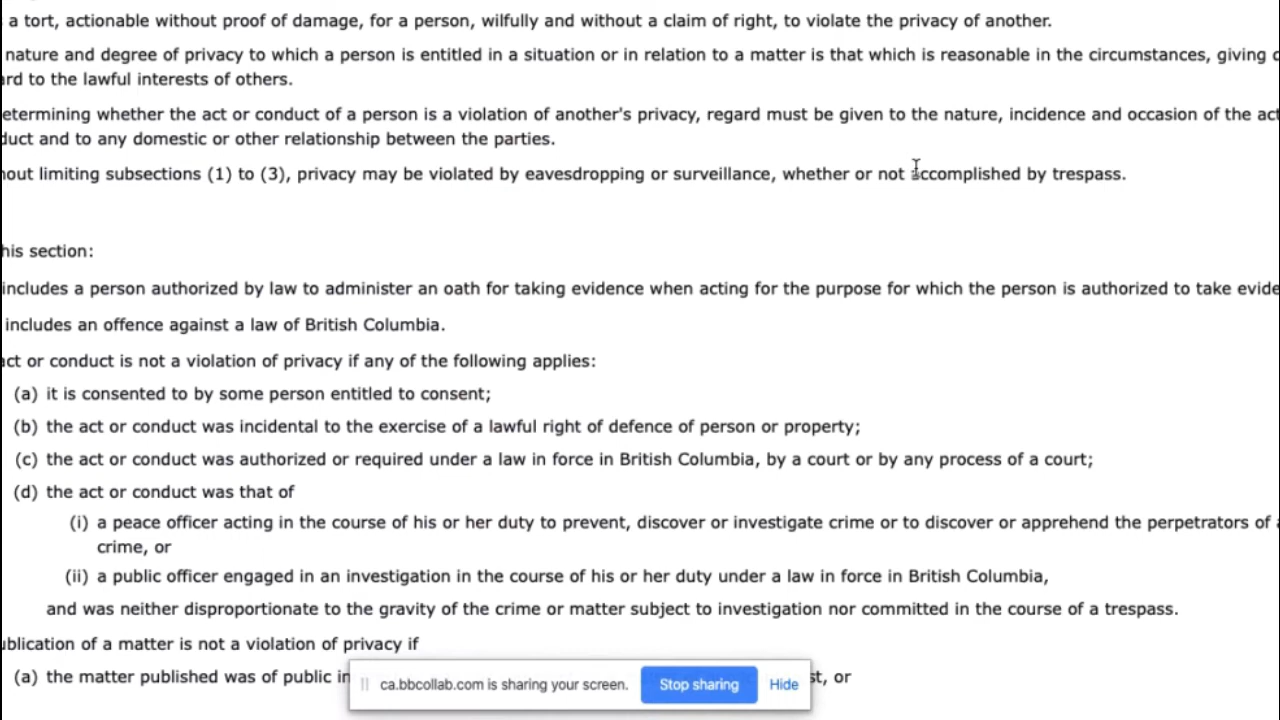 a tort, actionable without proof of damage, for a person, wilfully and without a claim of right, to violate the privacy of another.
nature and degree of privacy to which a person is entitled in a situation or in relation to a matter is that which is reasonable in the circumstances, giving
ard to the lawful interests of others.
etermining whether the act or conduct of a person is a violation of another's privacy, regard must be given to the nature, incidence and occasion of the act
duct and to any domestic or other relationship between the parties.
hout limiting subsections (1) to (3), privacy may be violated by eavesdropping or surveillance, whether or not accomplished by trespass.
his section:
includes a person authorized by law to administer an oath for taking evidence when acting for the purpose for which the person is authorized to take evide
includes an offence against a law of British Columbia.
act or conduct is not a violation of privacy if any of the following applies:
(a) it is consented to by some person entitled to consent;
(b) the act or conduct was incidental to the exercise of a lawful right of defence of person or property;
(c) the act or conduct was authorized or required under a law in force in British Columbia, by a court or by any process of a court;
(d) the act or conduct was that of
(i) a peace officer acting in the course of his or her duty to prevent, discover or investigate crime or to discover or apprehend the perpetrators of a
crime, or
(ii) a public officer engaged in an investigation in the course of his or her duty under a law in force in British Columbia,
and was neither disproportionate to the gravity of the crime or matter subject to investigation nor committed in the course of a trespass.
ublication of a matter is not a violation of privacy if
(a) the matter published was of public in st, or
ca.bbcollab.com is sharing your screen. Stop sharing Hide